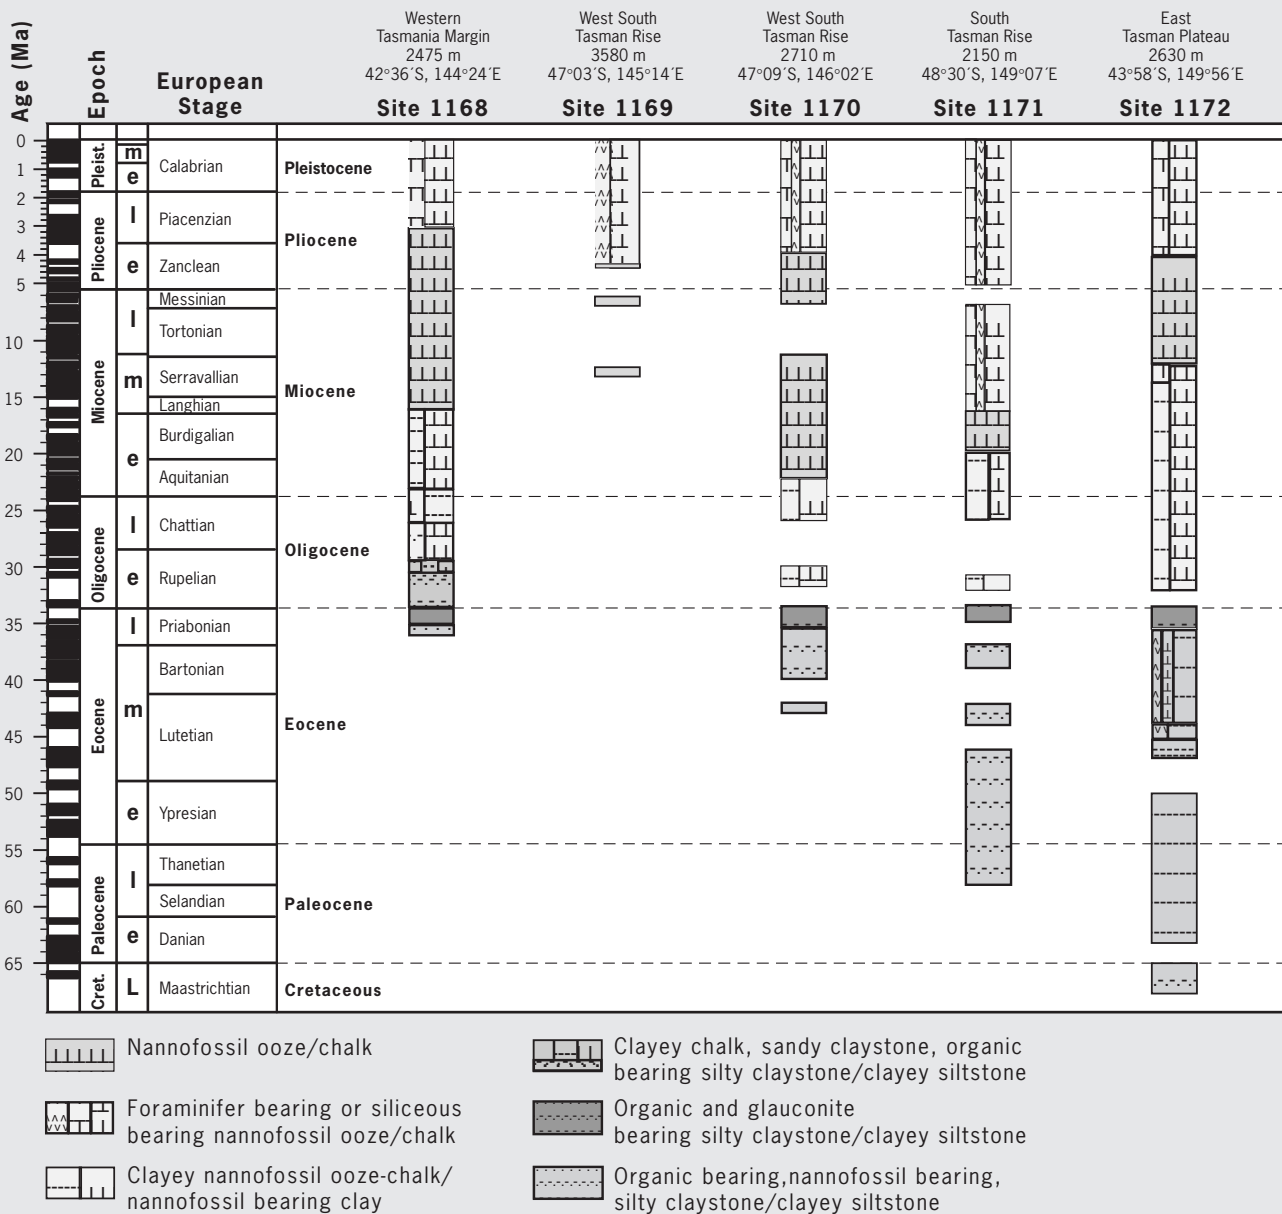 Age (Ma)
Epoch
European
Stage
Western
Tasmania Margin
2475 m
42°36´S, 144°24´E
Site 1168
West South
Tasman Rise
3580 m
47°03´S, 145°14´E
Site 1169
West South
Tasman Rise
2710 m
47°09´S, 146°02´E
Site 1170
South
Tasman Rise
2150 m
48°30´S, 149°07´E
Site 1171
East
Tasman Plateau
2630 m
43°58´S, 149°56´E
Site 1172
0
1
2
3
4
5
10
15
20
25
30
35
40
45
50
55
60
65
Pleist.
Pliocene
Miocene
Oligocene
Eocene
Paleocene
Cret.
m
e
l
e
l
m
e
l
e
l
m
e
l
e
L
Calabrian
Piacenzian
Zanclean
Messinian
Tortonian
Serravallian
Langhian
Burdigalian
Aquitanian
Chattian
Rupelian
Priabonian
Bartonian
Lutetian
Ypresian
Thanetian
Selandian
Danian
Maastrichtian
Pleistocene
Pliocene
Miocene
Oligocene
Eocene
Paleocene
Cretaceous
Nannofossil ooze/chalk
Foraminifer bearing or siliceous
bearing nannofossil ooze/chalk
Clayey nannofossil ooze-chalk/
nannofossil bearing clay
Clayey chalk, sandy claystone, organic
bearing silty claystone/clayey siltstone
Organic and glauconite
bearing silty claystone/clayey siltstone
Organic bearing,nannofossil bearing,
silty claystone/clayey siltstone